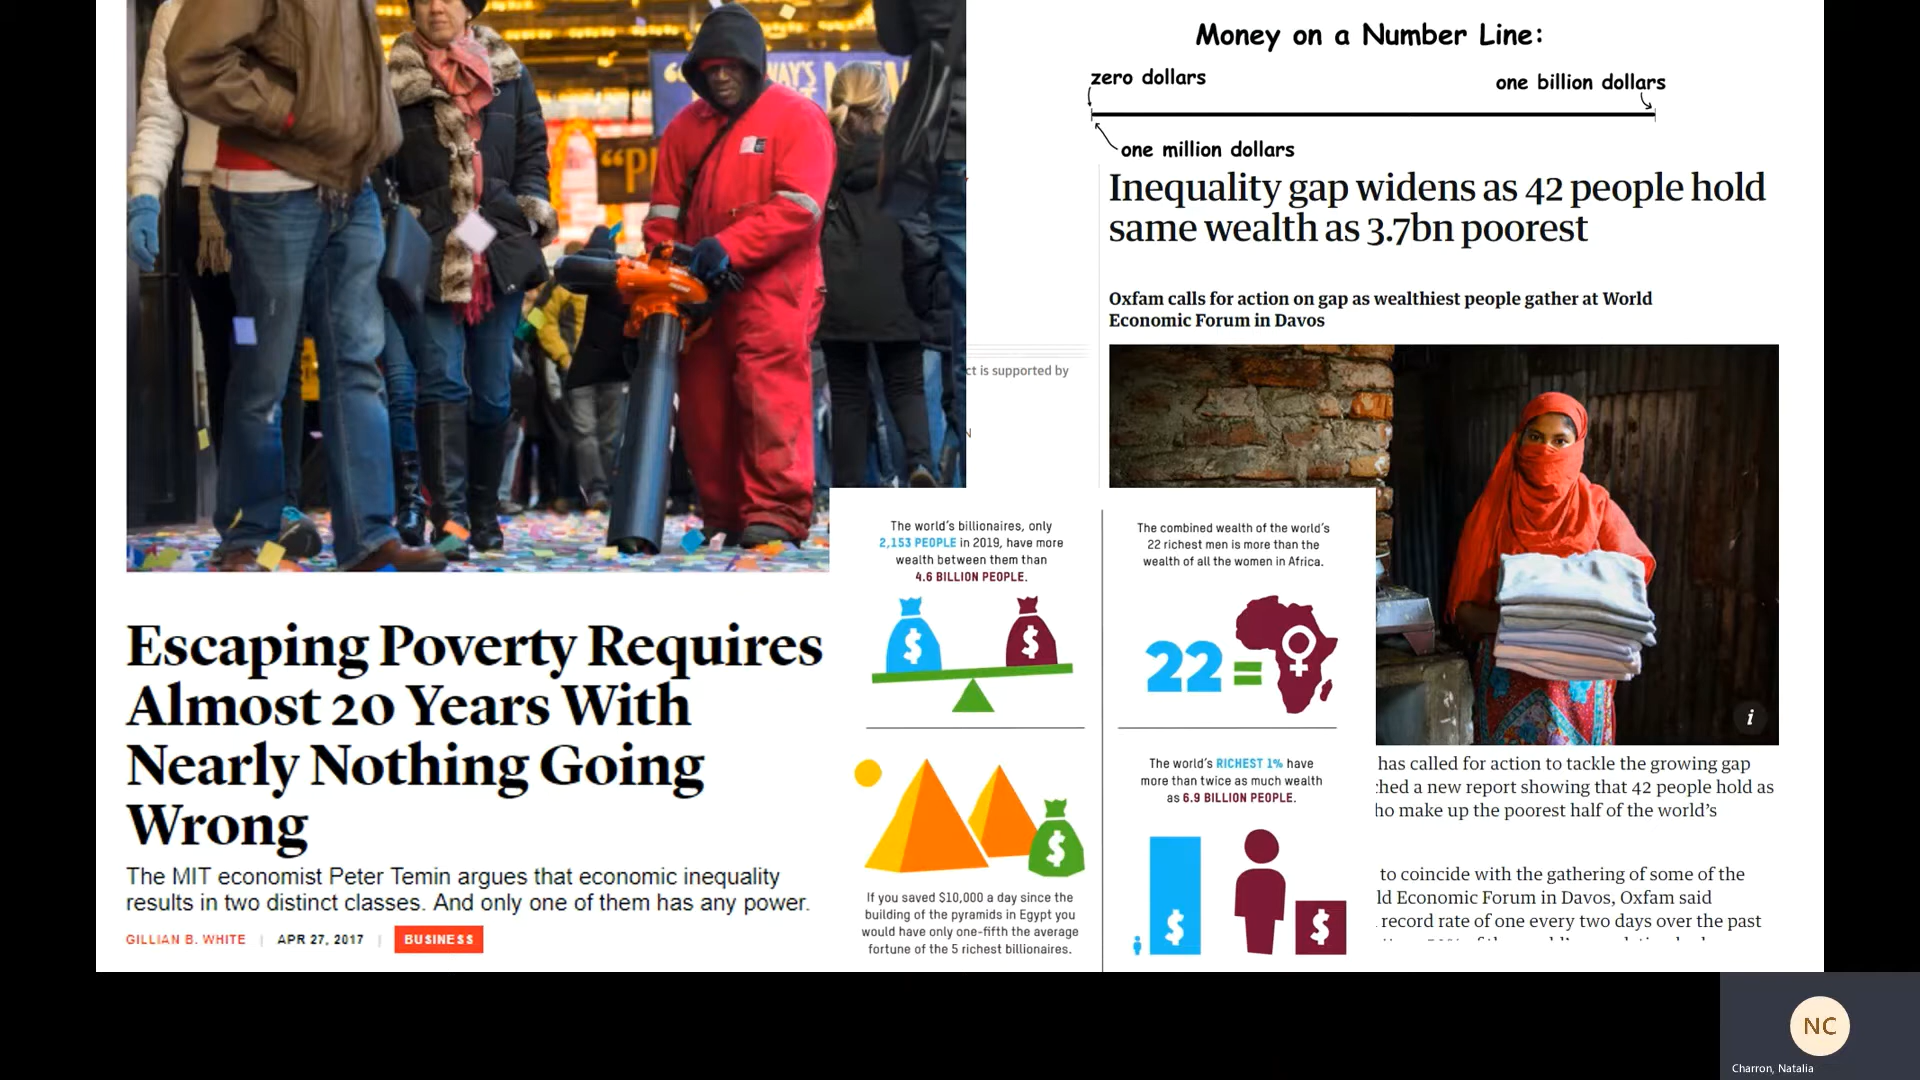 Money on a Number Line:
zero dollars
one billion dollars
one million dollars
Inequality gap widens as 42 people hold
same wealth as 3.7bn poorest
Oxfam calls for action on gap as wealthiest people gather at World
Economic Forum in Davos
ct is supported by
N
The world's billionaires, only
2,153 PEOPLE in 2019, have more
wealth between them than
4.6 BILLION PEOPLE.
$ $
The combined wealth of the world's
22 richest men is more than the
wealth of all the women in Africa.
22 =
i
Escaping Poverty Requires
Almost 20 Years With
Nearly Nothing Going
Wrong
The MIT economist Peter Temin argues that economic inequality
results in two distinct classes. And only one of them has any power.
GILLIAN B. WHITE | APR 27, 2017 | BUSINESS
$
If you saved $10,000 a day since the
building of the pyramids in Egypt you
would have only one-fifth the average
fortune of the 5 richest billionaires.
The world's RICHEST 1% have
more than twice as much wealth
as 6.9 BILLION PEOPLE.
$ $
has called for action to tackle the growing gap
ched a new report showing that 42 people hold as
ho make up the poorest half of the world's
to coincide with the gathering of some of the
ld Economic Forum in Davos, Oxfam said
record rate of one every two days over the past
NC
Charron, Natalia